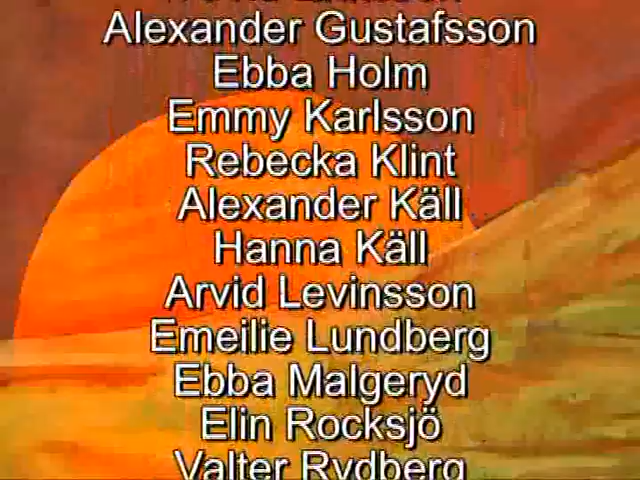 Alexander Gustafsson
Ebba Holm
Emmy Karlsson
Rebecka Klint
Alexander Käll
Hanna Käll
Arvid Levinsson
Emeilie Lundberg
Ebba Malgeryd
Elin Rocksjö
Valter Rydberg